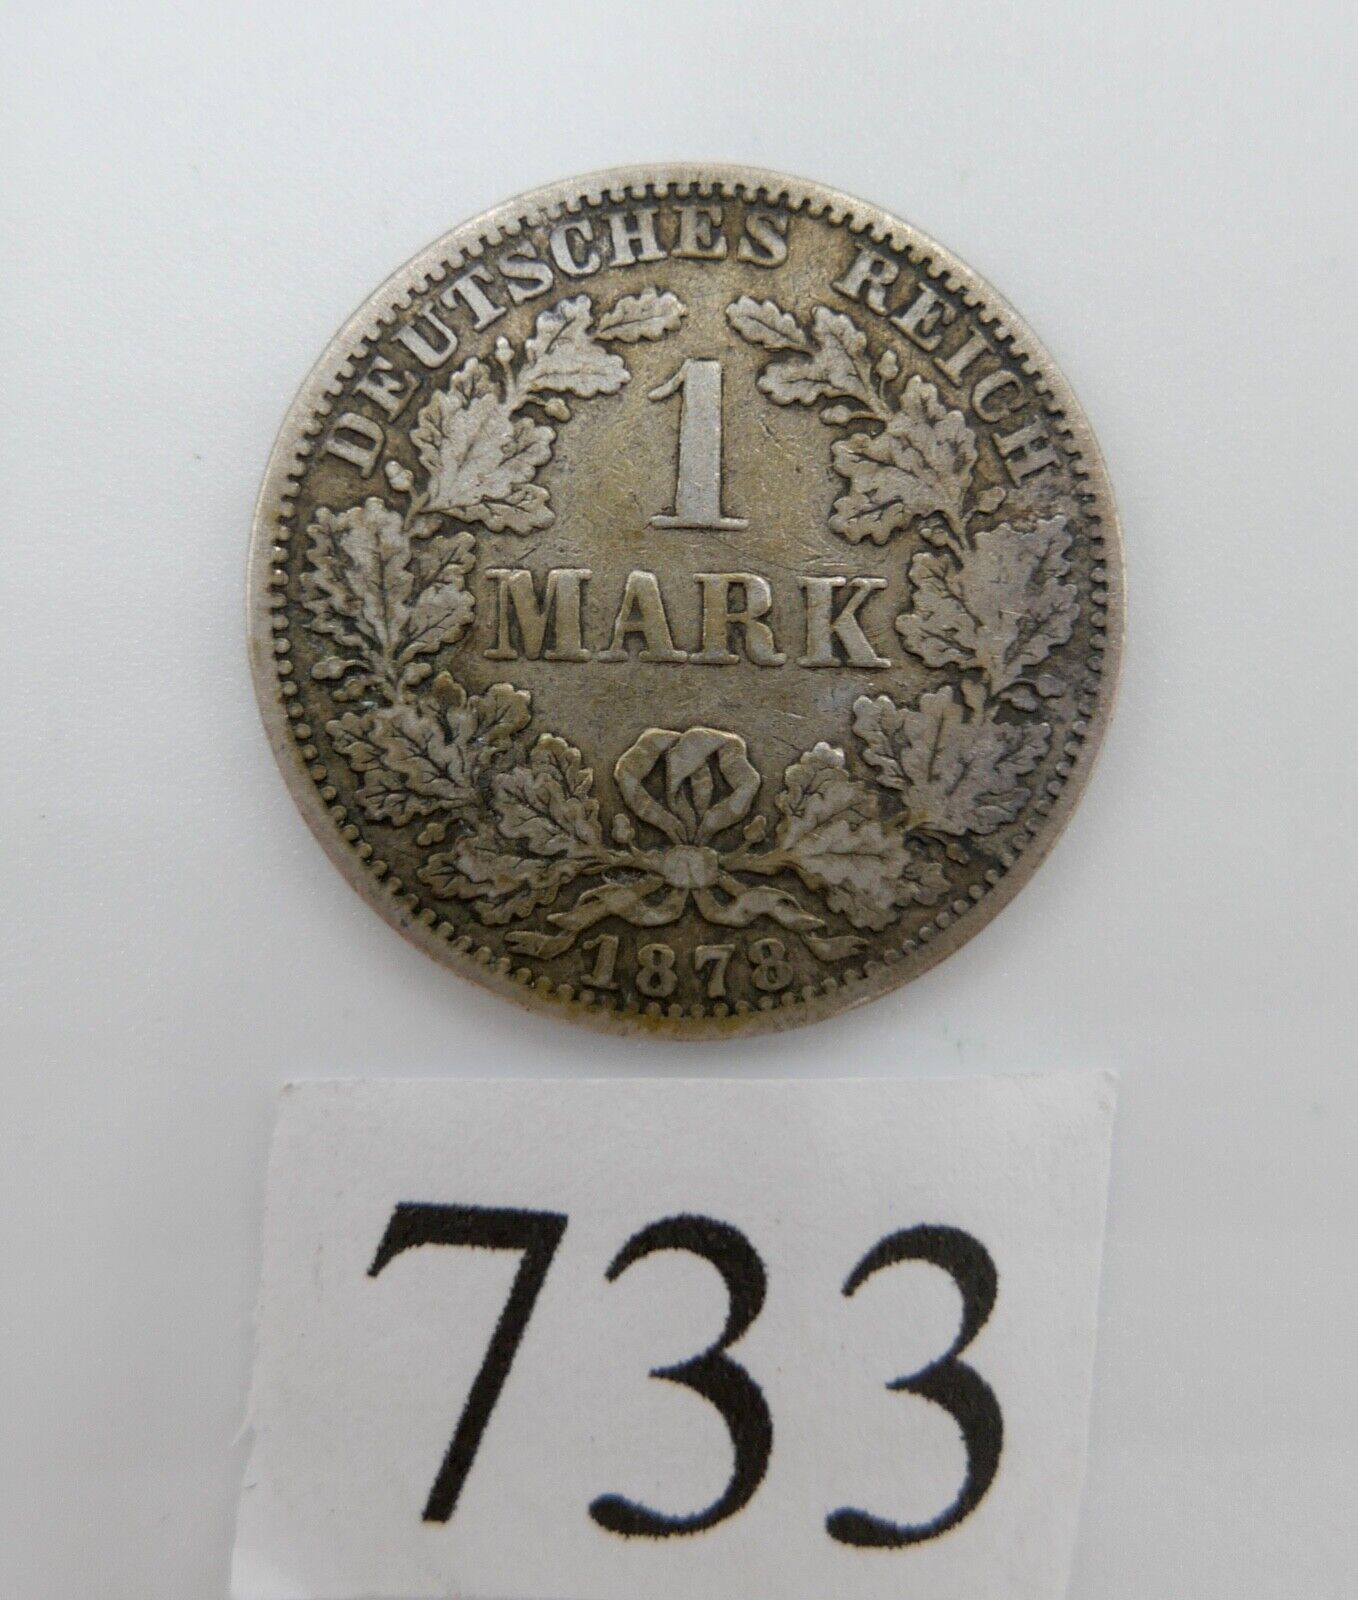 DEUTSCHES REICH
1
MARK
1878
733